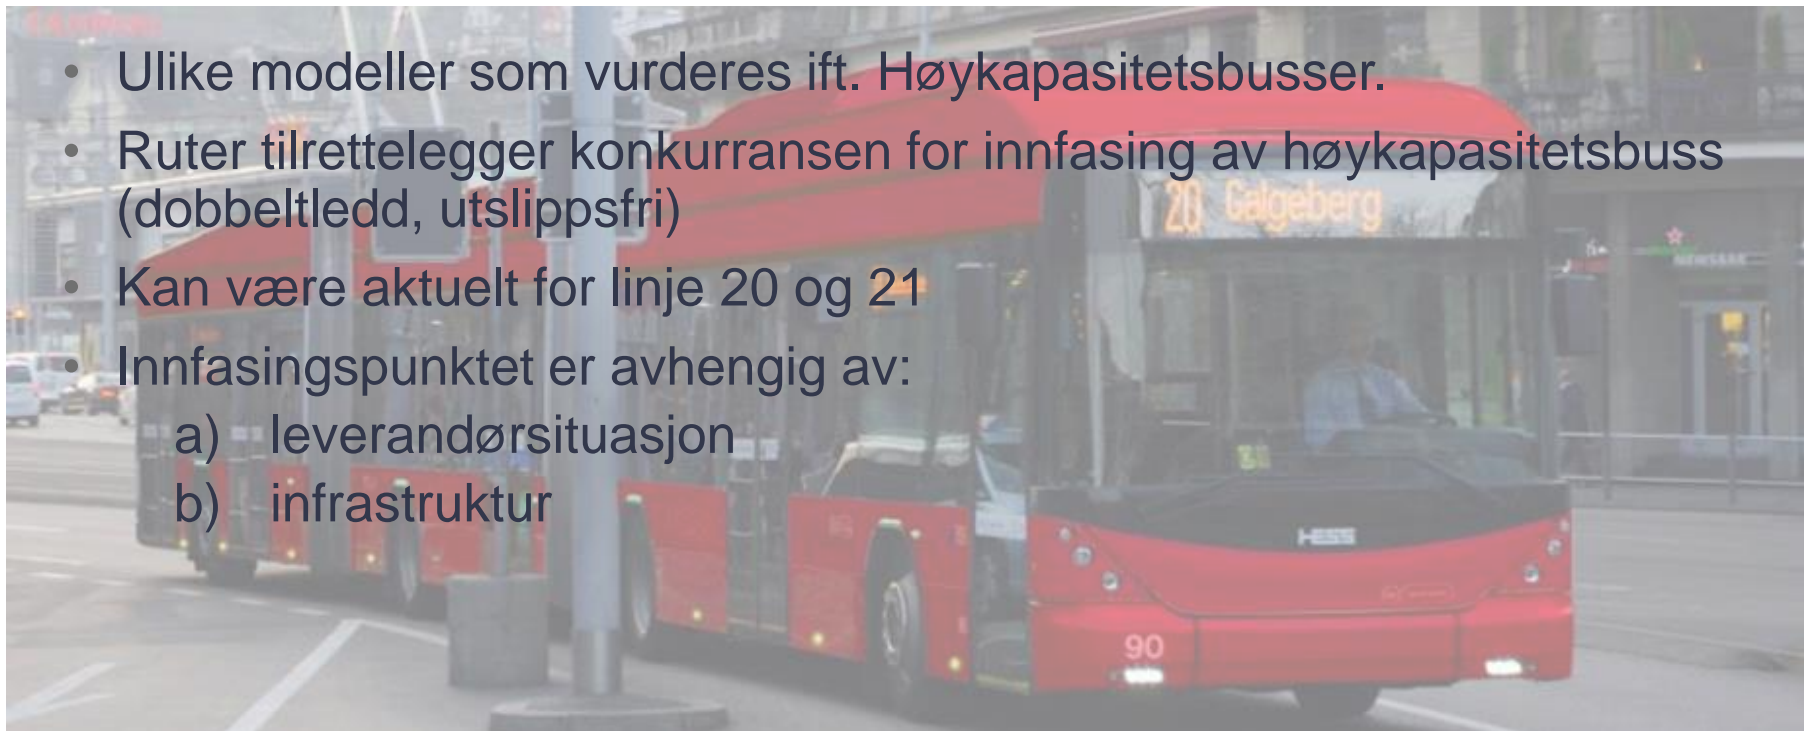 • Ulike modeller som vurderes ift. Høykapasitetsbusser.
• Ruter tilrettelegger konkurransen for innfasing av høykapasitetsbuss
(dobbeltledd, utslippsfri)
• Kan være aktuelt for linje 20 og 21
• Innfasingspunktet er avhengig av:
a) leverandørsituasjon
b) infrastruktur
20 Galgeberg
90